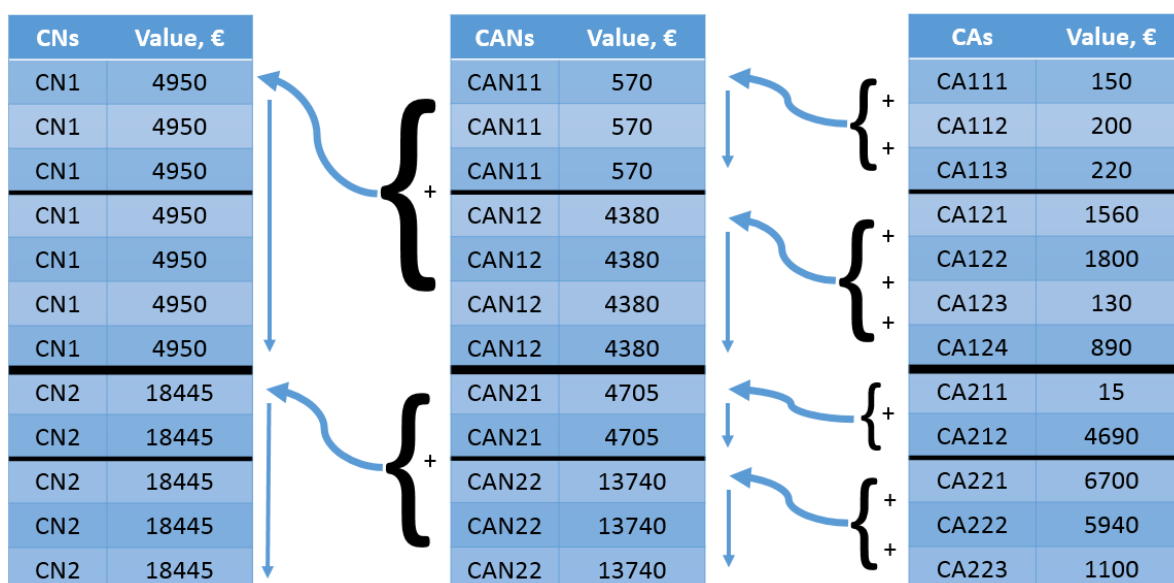 CNs Value, € CANs Value, € CAs Value, €
CN1 4950 CAN11 570 CA111 150
+
CN1 4950 CAN11 570 CA112 200
+
CN1 4950 CAN11 570 CA113 220
+
CN1 4950 CAN12 4380 CA121 1560
+
CN1 4950 CAN12 4380 CA122 1800
+
CN1 4950 CAN12 4380 CA123 130
+
CN1 4950 CAN12 4380 CA124 890
CN2 18445 CAN21 4705 CA211 15
+
CN2 18445 CAN21 4705 CA212 4690
+
CN2 18445 CAN22 13740 CA221 6700
+
CN2 18445 CAN22 13740 CA222 5940
+
CN2 18445 CAN22 13740 CA223 1100